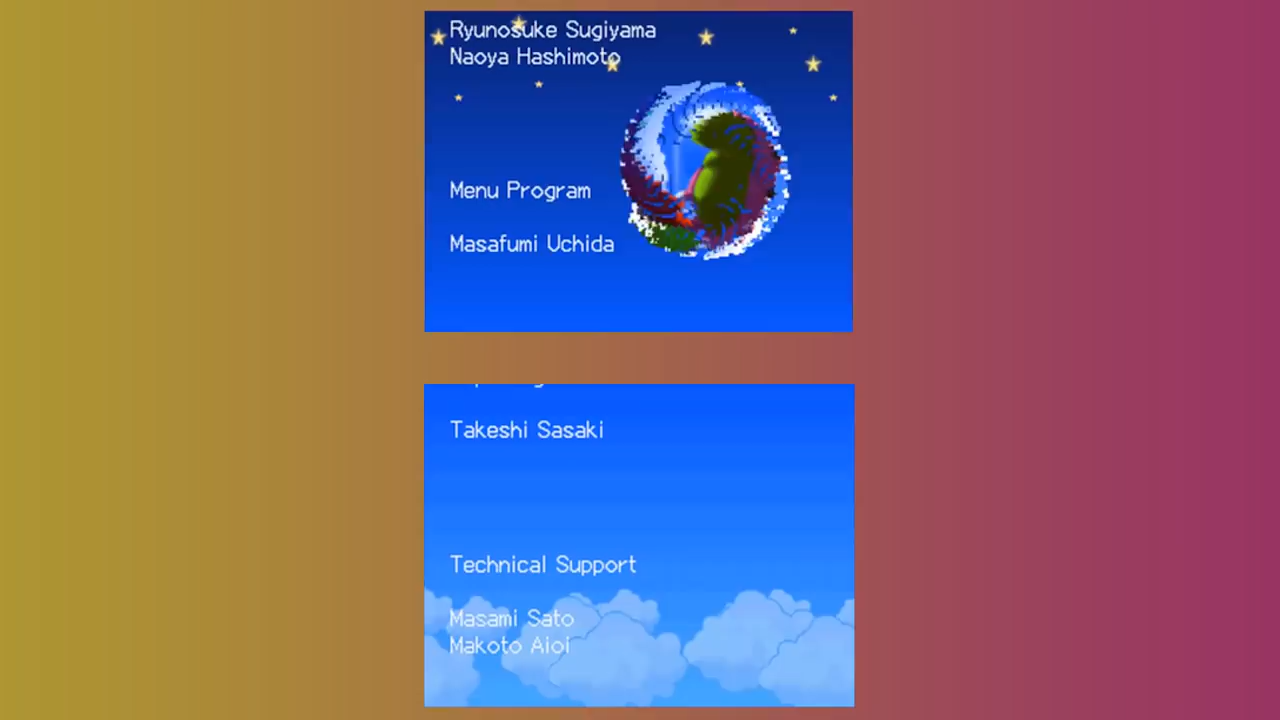 Ryunosuke Sugiyama
Naoya Hashimoto
Menu Program
Masafumi Uchida
Takeshi Sasaki
Technical Support
Masami Sato
Makoto Aioi